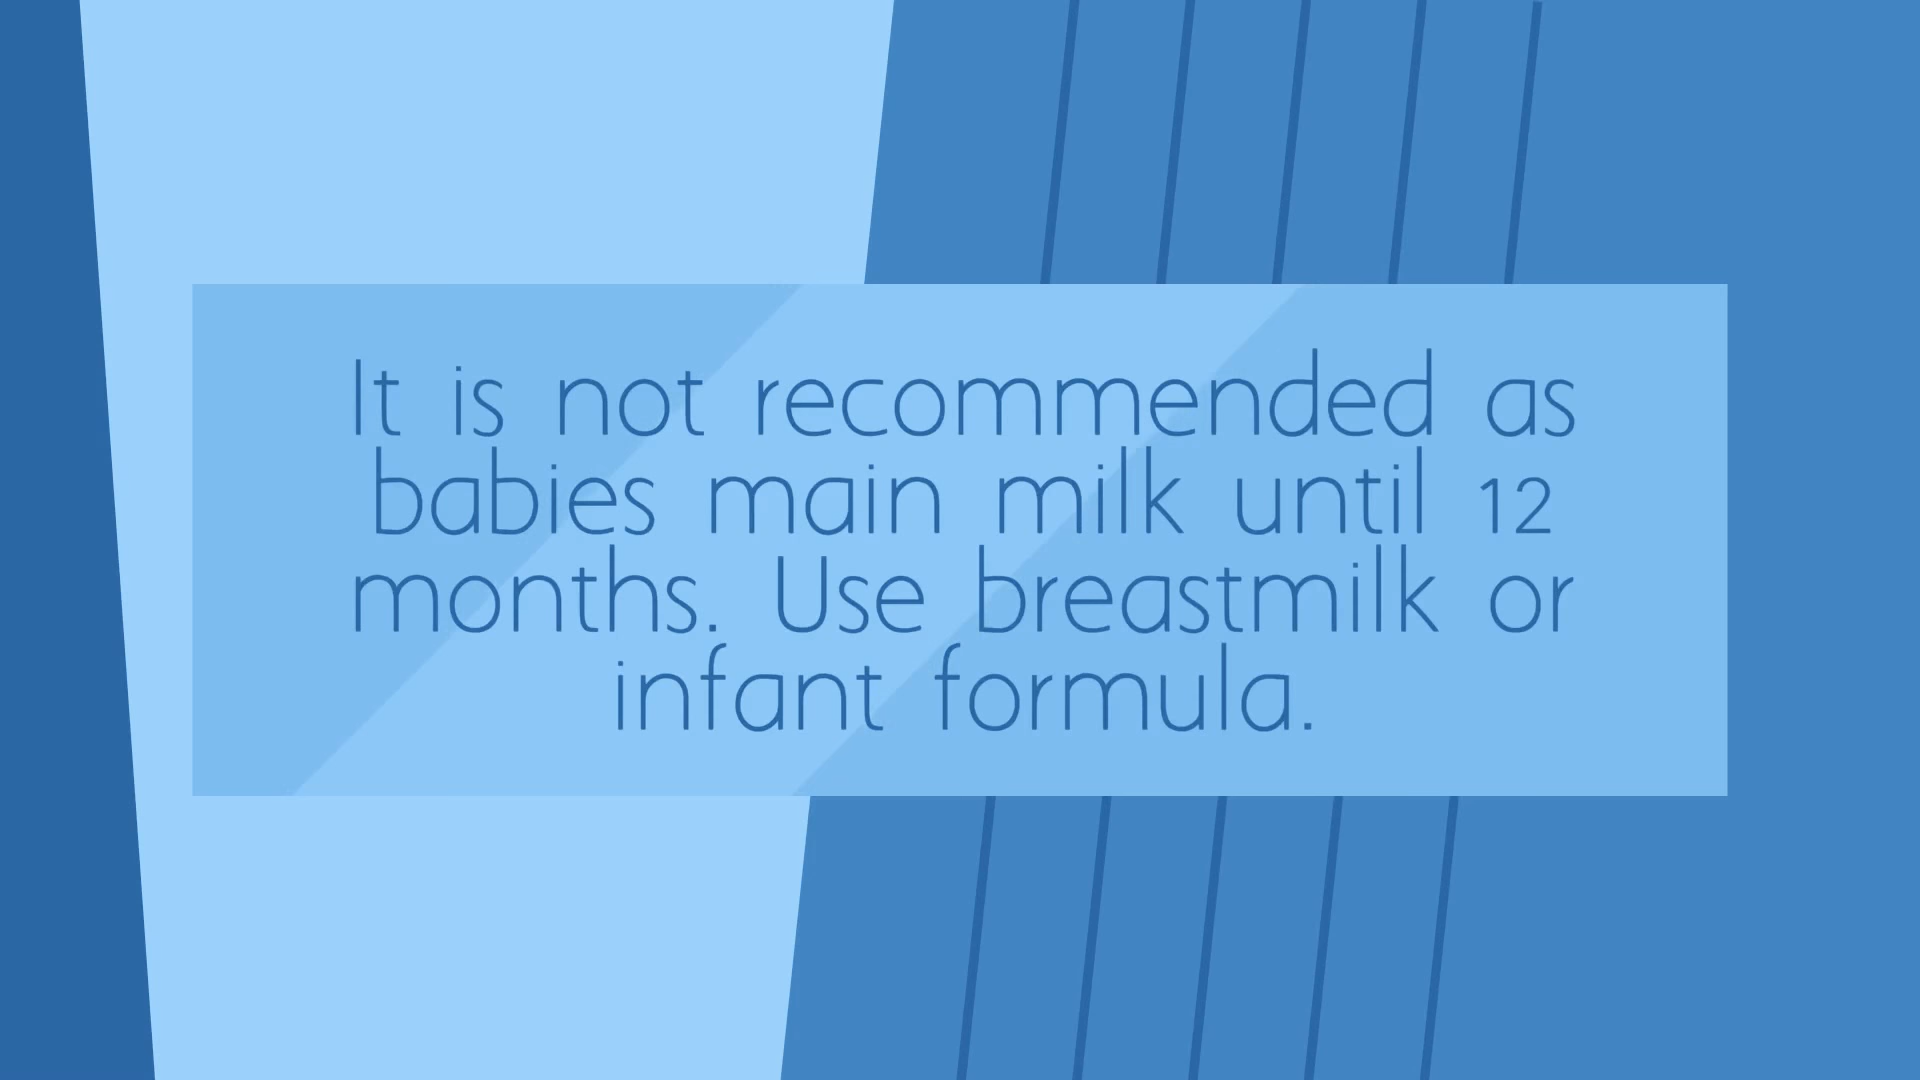 It is not recommended as
babies main milk until 12
months. Use breastmilk or
infant formula.